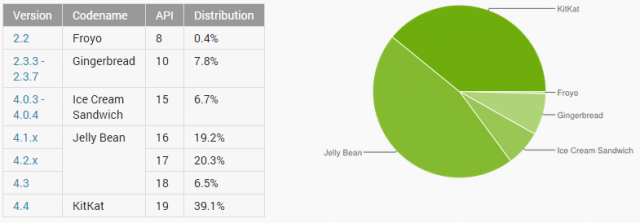 Version Codename API Distribution
2.2 Froyo 8 0.4%
2.3.3 - Gingerbread 10 7.8%
2.3.7
4.0.3 - Ice Cream 15 6.7%
4.0.4 Sandwich
4.1.x Jelly Bean 16 19.2%
4.2.x 17 20.3%
4.3 18 6.5%
4.4 KitKat 19 39.1%
KitKat
Froyo
Gingerbread
Ice Cream Sandwich
Jelly Bean